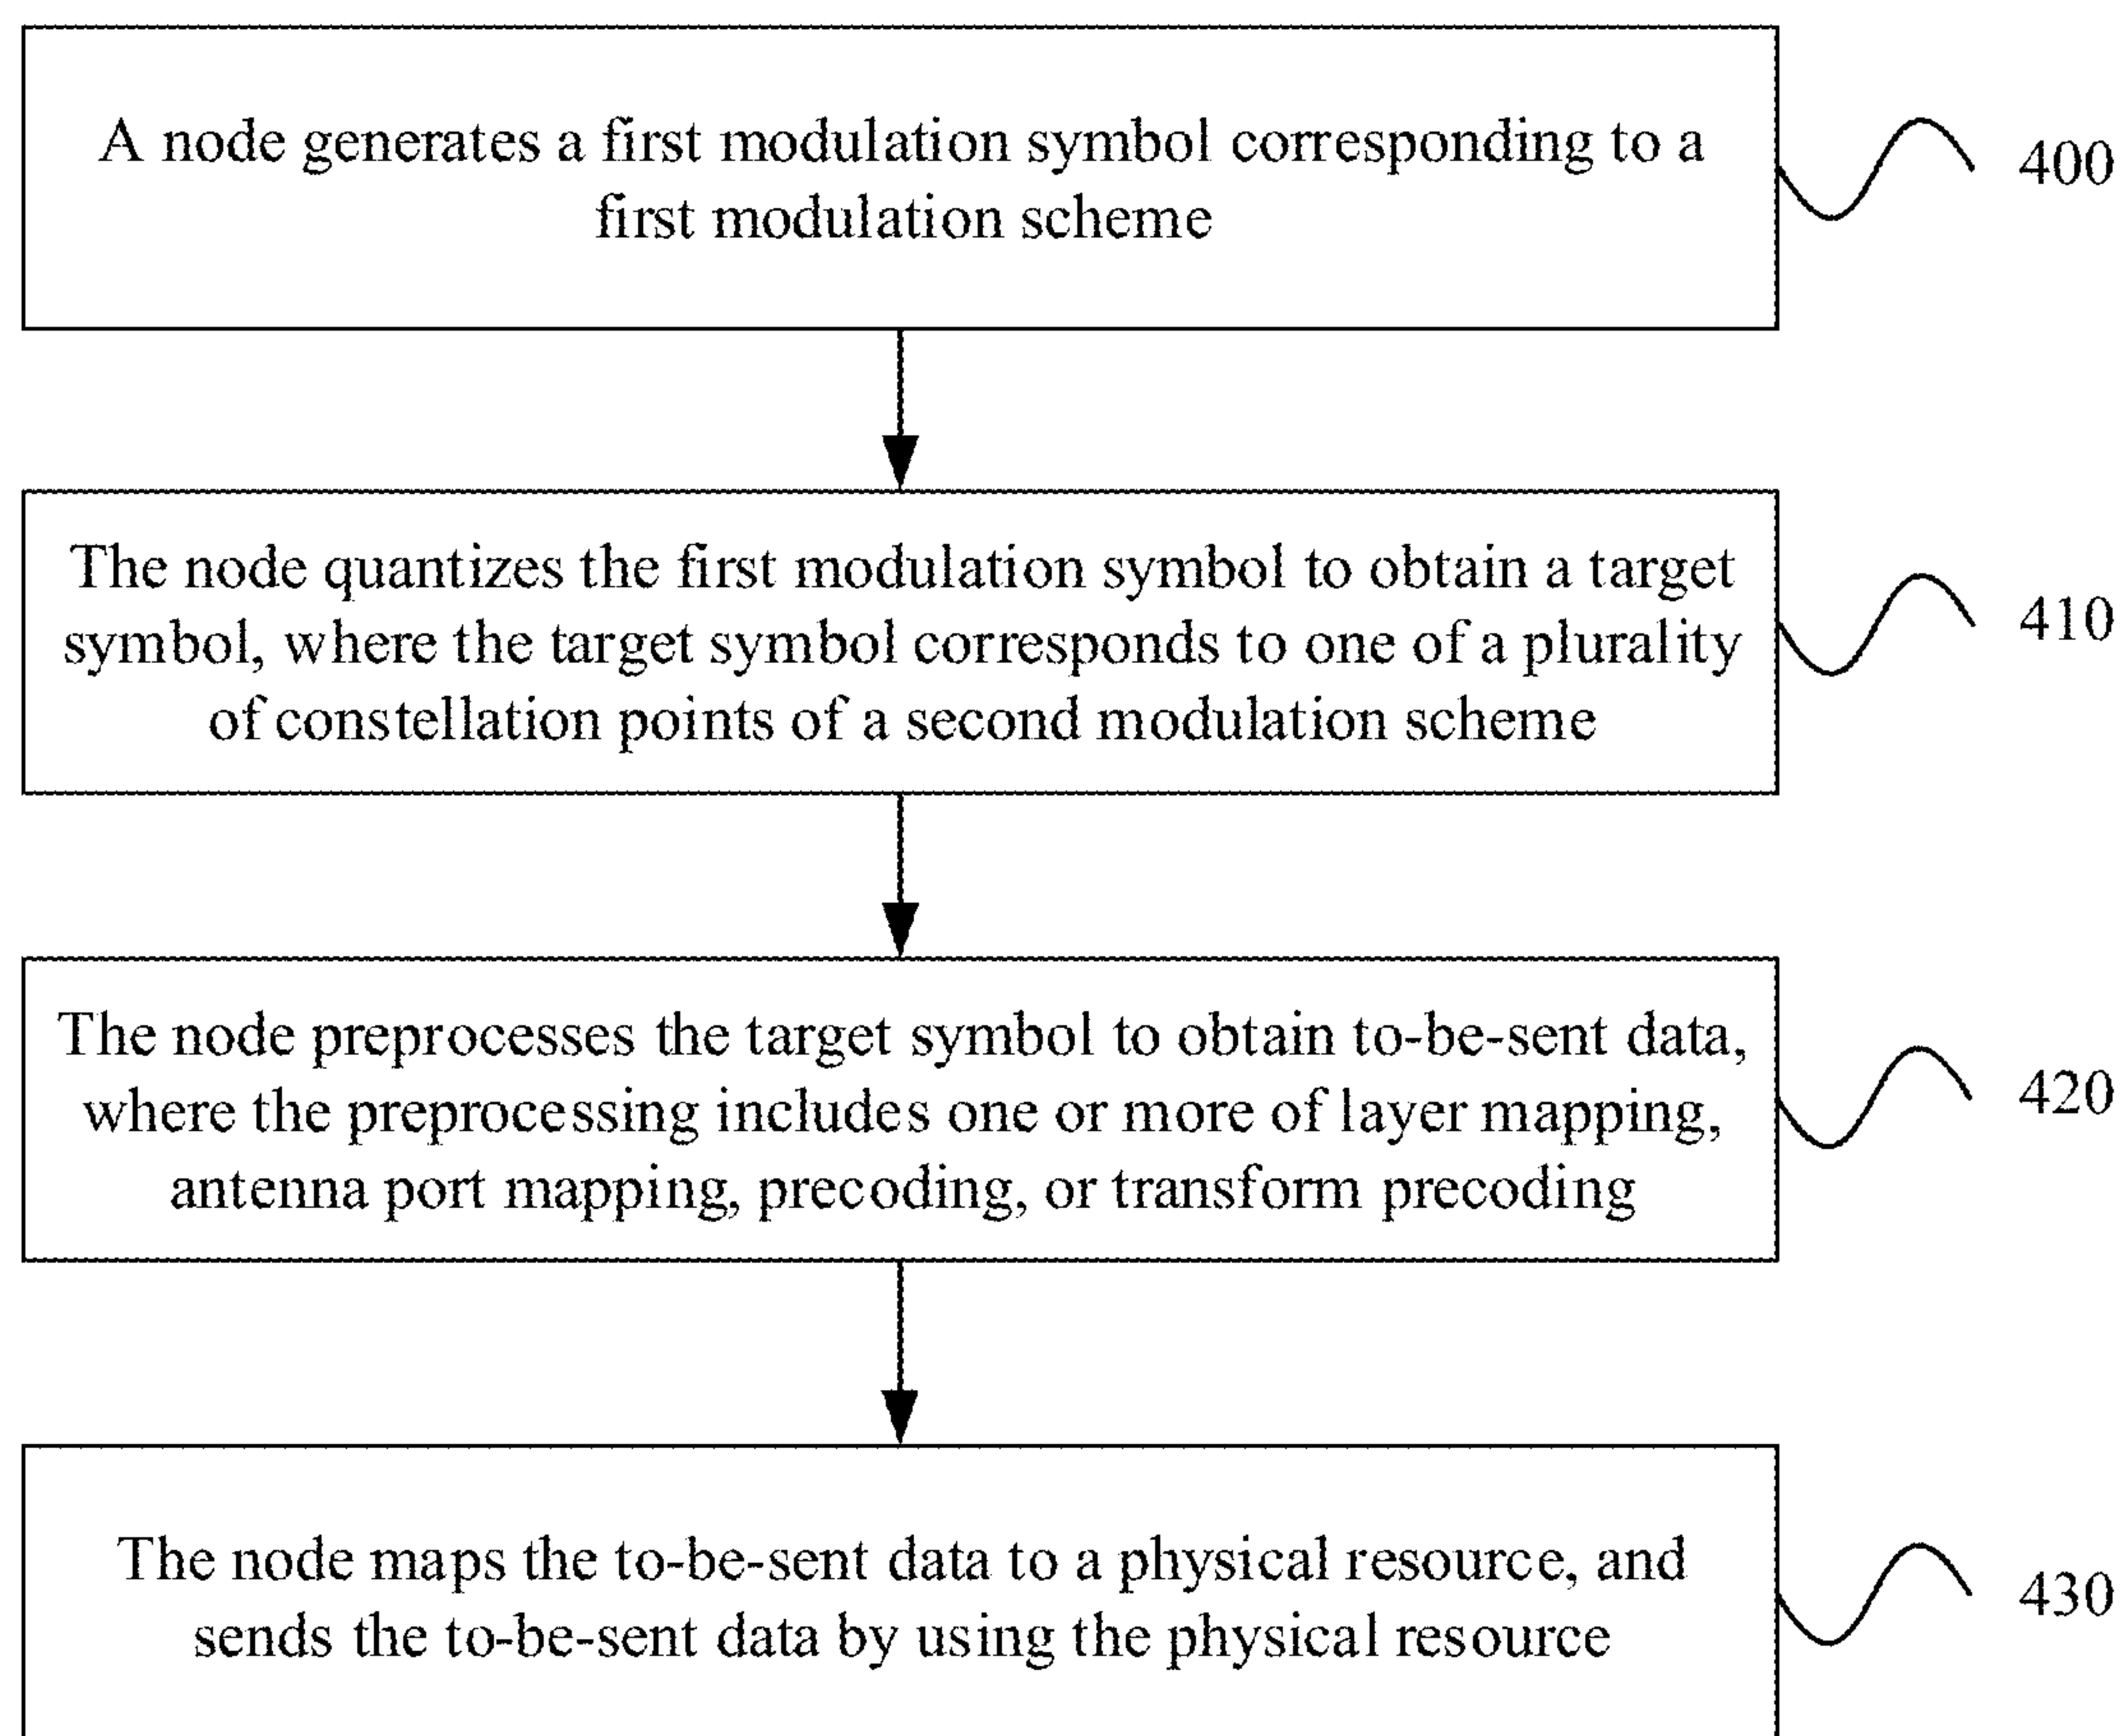 A node generates a first modulation symbol corresponding to a
first modulation scheme
400
The node quantizes the first modulation symbol to obtain a target
symbol, where the target symbol corresponds to one of a plurality
of constellation points of a second modulation scheme
410
The node preprocesses the target symbol to obtain to-be-sent data,
where the preprocessing includes one or more of layer mapping,
antenna port mapping, precoding, or transform precoding
420
The node maps the to-be-sent data to a physical resource, and
sends the to-be-sent data by using the physical resource
430